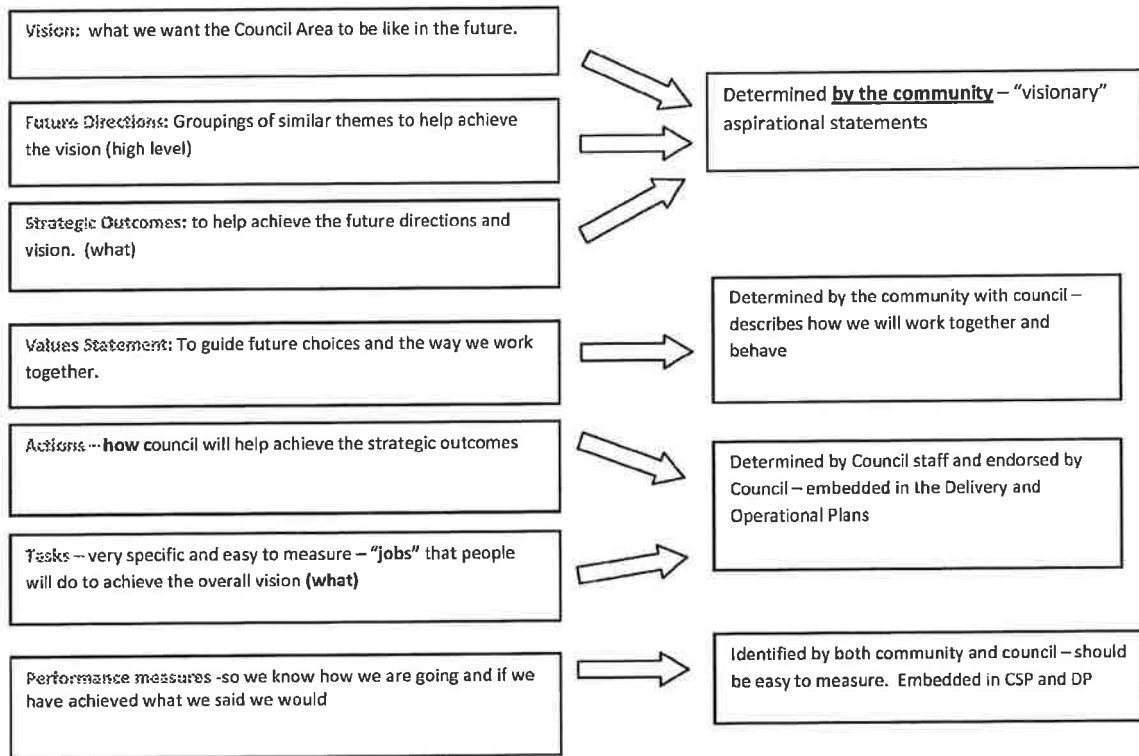 Vision: what we want the Council Area to be like in the future.
Future Directions: Groupings of similar themes to help achieve
the vision (high level)
Strategic Outcomes: to help achieve the future directions and
vision. (what)
Values Statement: To guide future choices and the way we work
together.
Actions – how council will help achieve the strategic outcomes
Tasks – very specific and easy to measure – “jobs” that people
will do to achieve the overall vision (what)
Performance measures -so we know how we are going and if we
have achieved what we said we would
Determined by the community – “visionary”
aspirational statements
Determined by the community with council –
describes how we will work together and
behave
Determined by Council staff and endorsed by
Council – embedded in the Delivery and
Operational Plans
Identified by both community and council – should
be easy to measure. Embedded in CSP and DP